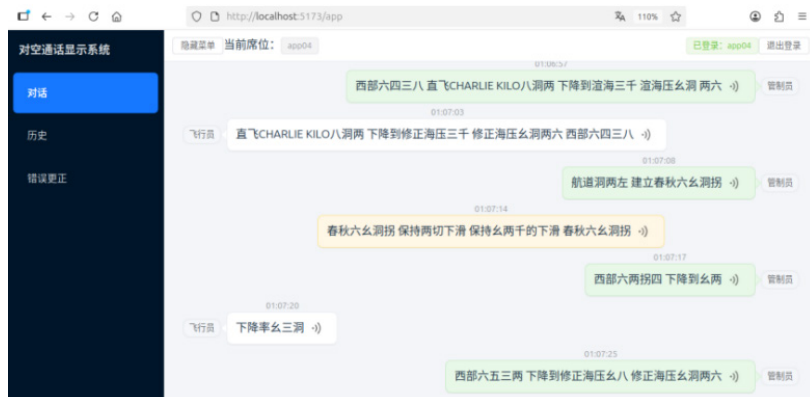 http://localhost:5173/app
110%
对空通话显示系统
隐藏菜单 当前席位： app04
已登录：app04 退出登录
对话
历史
错误更正
01:06:57
西部六四三八 直飞CHARLIE KILO八洞两 下降到渲海三千 渲海压幺洞 两六
管制员
01:07:03
飞行员
直飞CHARLIE KILO八洞两 下降到修正海压三千 修正海压幺洞两六 西部六四三八
01:07:08
航道洞两左 建立春秋六幺洞拐
管制员
01:07:14
春秋六幺洞拐 保持两切下滑 保持幺两千的下滑 春秋六幺洞拐
01:07:17
西部六两拐四 下降到幺两
管制员
01:07:20
飞行员
下降率幺三洞
01:07:25
西部六五三两 下降到修正海压幺八 修正海压幺洞两六
管制员